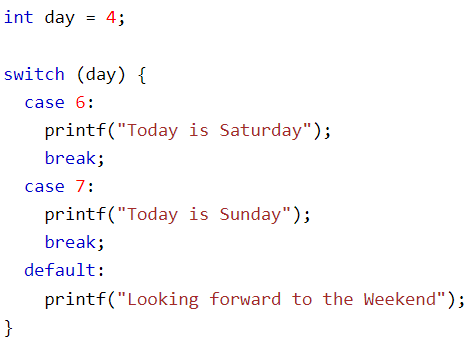 int day = 4;
switch (day) {
  case 6:
    printf("Today is Saturday");
    break;
  case 7:
    printf("Today is Sunday");
    break;
  default:
    printf("Looking forward to the Weekend");
}